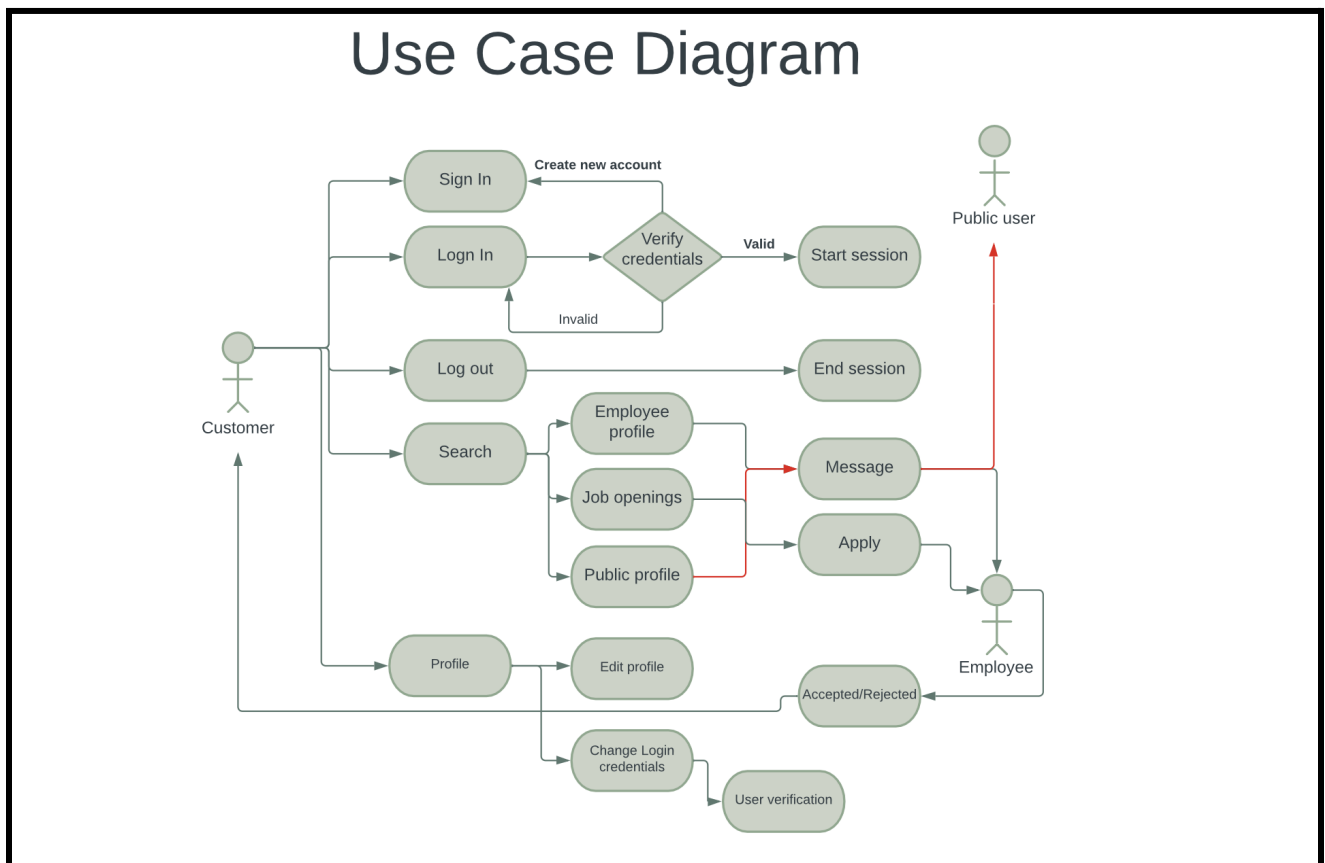 Use Case Diagram
Create new account
Sign In
Public user
Verify
credentials
Valid
Logn In
Start session
Invalid
Log out
End session
Customer
Employee
profile
Search
Message
Job openings
Apply
Public profile
Employee
Profile
Edit profile
Accepted/Rejected
Change Login
credentials
User verification